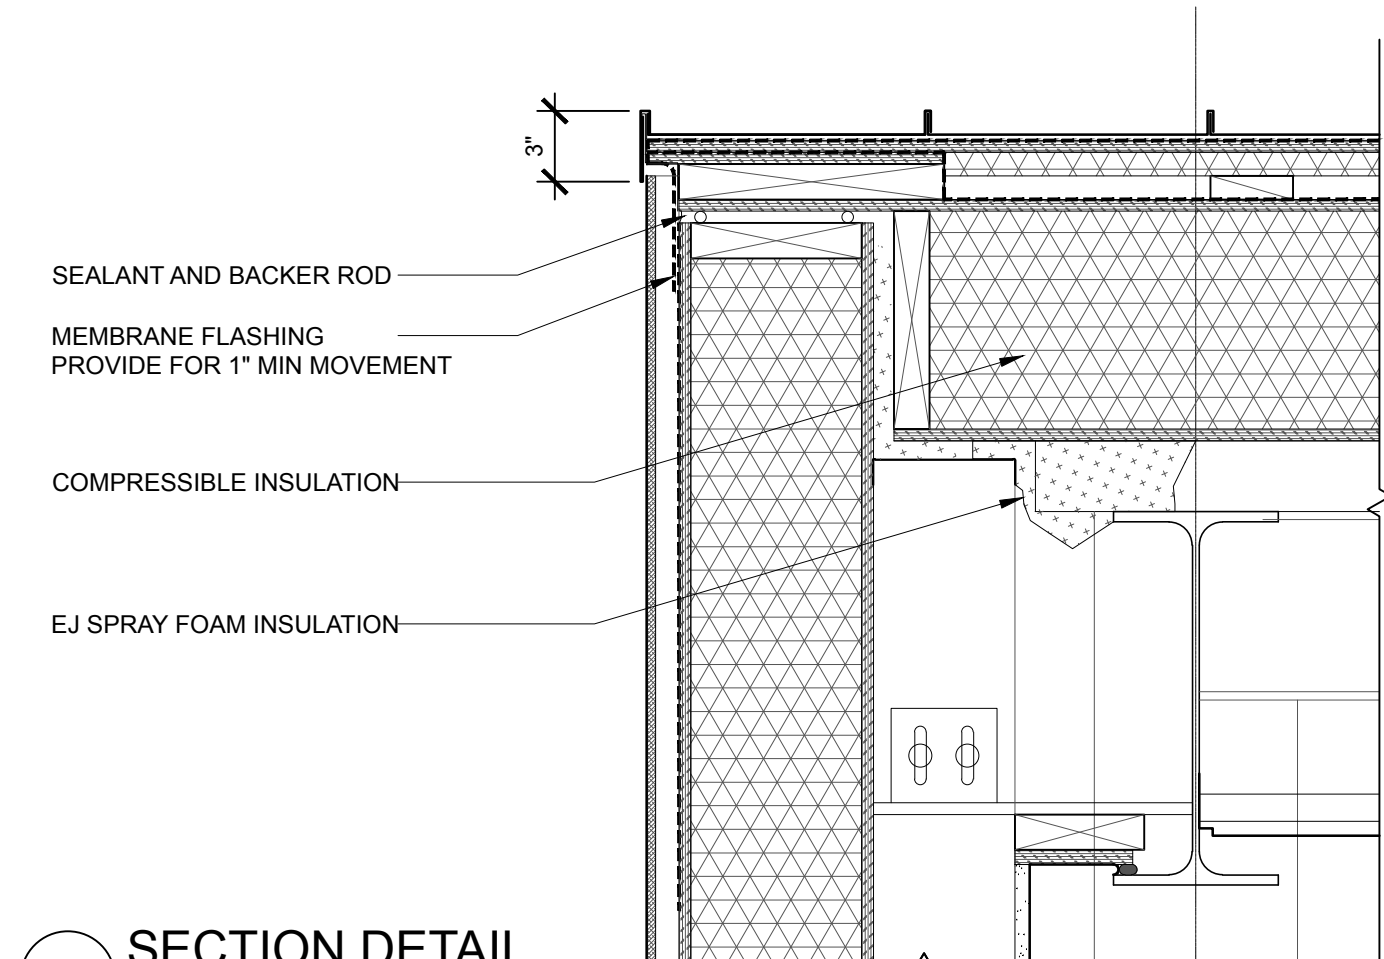 3"
SEALANT AND BACKER ROD
MEMBRANE FLASHING
PROVIDE FOR 1" MIN MOVEMENT
COMPRESSIBLE INSULATION
EJ SPRAY FOAM INSULATION
SECTION DETAIL